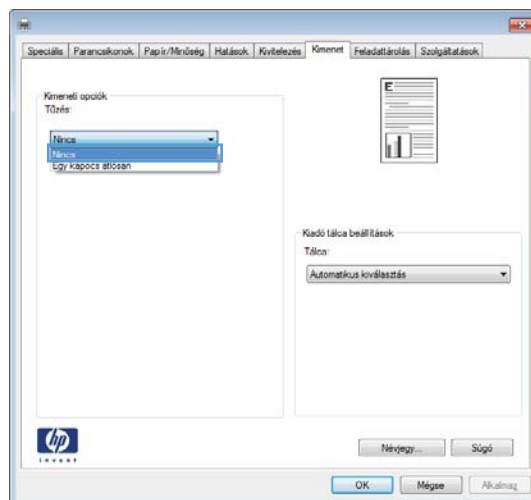 Speciális Parancsikonok Papír/Minőség Hatások Kivitelezés Kimenet Feladattárolás Szolgáltatások
E
Kimeneti opciók
Tűzés:
Nincs
Nincs
Egy kapocs átlósan
Kiadó tálca beállítások
Tálca:
Automatikus kiválasztás
hp
invent
Névjegy... Súgó
OK Mégse Alkalmaz